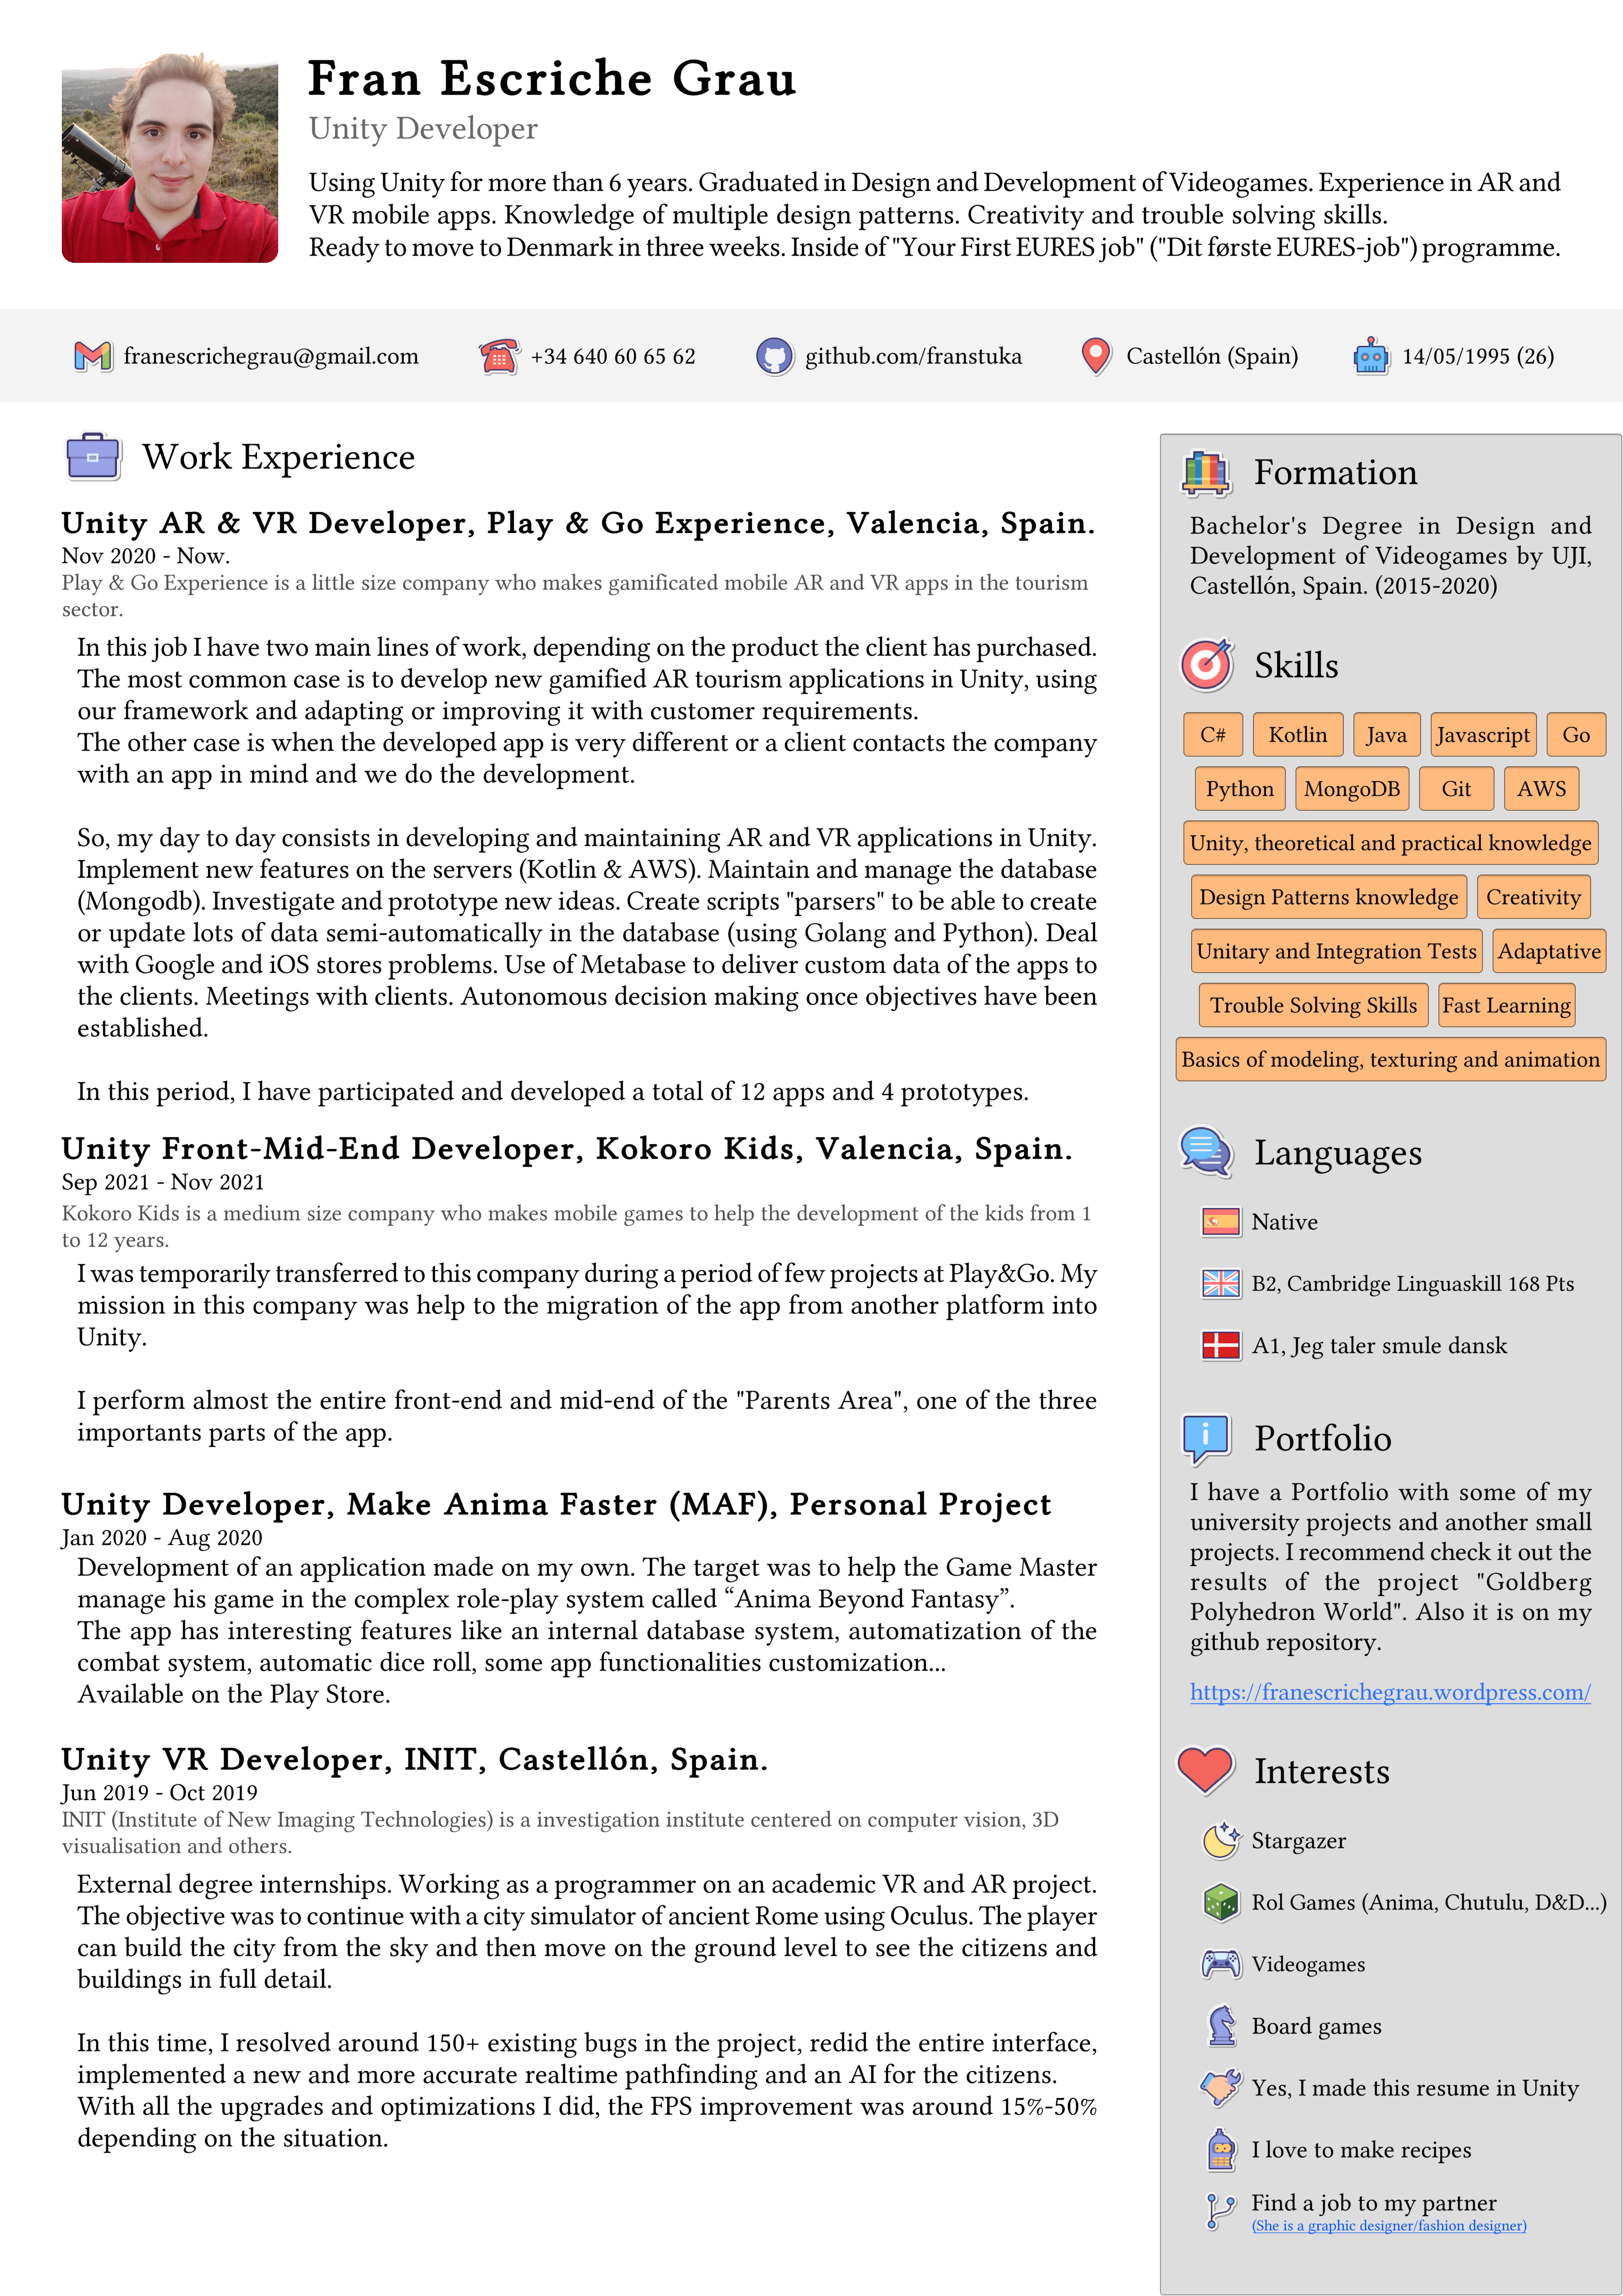 Fran Escriche Grau
Unity Developer
Using Unity for more than 6 years. Graduated in Design and Development of Videogames. Experience in AR and
VR mobile apps. Knowledge of multiple design patterns. Creativity and trouble solving skills.
Ready to move to Denmark in three weeks. Inside of "Your First EURES job" ("Dit første EURES-job") programme.
franescrichegrau@gmail.com
+34 640 60 65 62
github.com/franstuka
Castellón (Spain)
14/05/1995 (26)
Work Experience
Unity AR & VR Developer, Play & Go Experience, Valencia, Spain.
Nov 2020 - Now.
Play & Go Experience is a little size company who makes gamificated mobile AR and VR apps in the tourism
sector.
In this job I have two main lines of work, depending on the product the client has purchased.
The most common case is to develop new gamified AR tourism applications in Unity, using
our framework and adapting or improving it with customer requirements.
The other case is when the developed app is very different or a client contacts the company
with an app in mind and we do the development.
So, my day to day consists in developing and maintaining AR and VR applications in Unity.
Implement new features on the servers (Kotlin & AWS). Maintain and manage the database
(Mongodb). Investigate and prototype new ideas. Create scripts "parsers" to be able to create
or update lots of data semi-automatically in the database (using Golang and Python). Deal
with Google and iOS stores problems. Use of Metabase to deliver custom data of the apps to
the clients. Meetings with clients. Autonomous decision making once objectives have been
established.
In this period, I have participated and developed a total of 12 apps and 4 prototypes.
Unity Front-Mid-End Developer, Kokoro Kids, Valencia, Spain.
Sep 2021 - Nov 2021
Kokoro Kids is a medium size company who makes mobile games to help the development of the kids from 1
to 12 years.
I was temporarily transferred to this company during a period of few projects at Play&Go. My
mission in this company was help to the migration of the app from another platform into
Unity.
I perform almost the entire front-end and mid-end of the "Parents Area", one of the three
importants parts of the app.
Unity Developer, Make Anima Faster (MAF), Personal Project
Jan 2020 - Aug 2020
Development of an application made on my own. The target was to help the Game Master
manage his game in the complex role-play system called “Anima Beyond Fantasy”.
The app has interesting features like an internal database system, automatization of the
combat system, automatic dice roll, some app functionalities customization...
Available on the Play Store.
Unity VR Developer, INIT, Castellón, Spain.
Jun 2019 - Oct 2019
INIT (Institute of New Imaging Technologies) is a investigation institute centered on computer vision, 3D
visualisation and others.
External degree internships. Working as a programmer on an academic VR and AR project.
The objective was to continue with a city simulator of ancient Rome using Oculus. The player
can build the city from the sky and then move on the ground level to see the citizens and
buildings in full detail.
In this time, I resolved around 150+ existing bugs in the project, redid the entire interface,
implemented a new and more accurate realtime pathfinding and an AI for the citizens.
With all the upgrades and optimizations I did, the FPS improvement was around 15%-50%
depending on the situation.
Formation
Bachelor's Degree in Design and
Development of Videogames by UJI,
Castellón, Spain. (2015-2020)
Skills
C# Kotlin Java Javascript Go
Python MongoDB Git AWS
Unity, theoretical and practical knowledge
Design Patterns knowledge Creativity
Unitary and Integration Tests Adaptative
Trouble Solving Skills Fast Learning
Basics of modeling, texturing and animation
Languages
Native
B2, Cambridge Linguaskill 168 Pts
A1, Jeg taler smule dansk
Portfolio
I have a Portfolio with some of my
university projects and another small
projects. I recommend check it out the
results of the project "Goldberg
Polyhedron World". Also it is on my
github repository.
https://franescrichegrau.wordpress.com/
Interests
Stargazer
Rol Games (Anima, Chutulu, D&D...)
Videogames
Board games
Yes, I made this resume in Unity
I love to make recipes
Find a job to my partner
(She is a graphic designer/fashion designer)